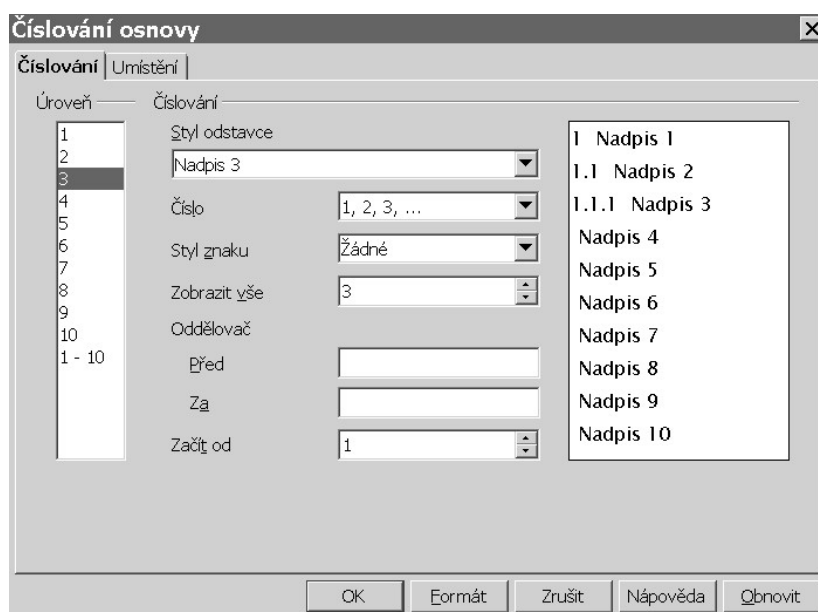 Číslování osnovy
Číslování Umístění
Úroveň
1
2
3
4
5
6
7
8
9
10
1 - 10
Číslování
Styl odstavce
Nadpis 3
Číslo 1, 2, 3, ...
Styl znaku Žádné
Zobrazit vše 3
Oddělovač
Před
Za
Začít od 1
1 Nadpis 1
1.1 Nadpis 2
1.1.1 Nadpis 3
Nadpis 4
Nadpis 5
Nadpis 6
Nadpis 7
Nadpis 8
Nadpis 9
Nadpis 10
OK Formát Zrušit Nápověda Obnovit